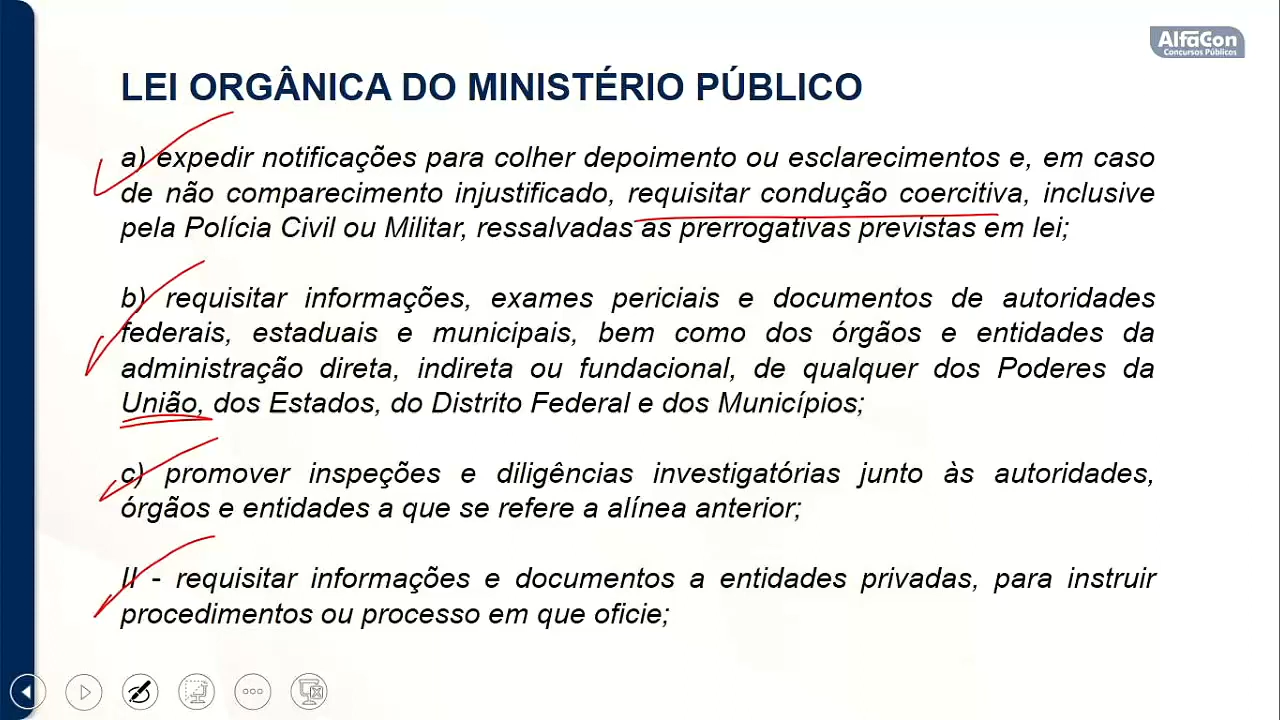 AlfaCon
Concursos Públicos
LEI ORGÂNICA DO MINISTÉRIO PÚBLICO
a) expedir notificações para colher depoimento ou esclarecimentos e, em caso
de não comparecimento injustificado, requisitar condução coercitiva, inclusive
pela Polícia Civil ou Militar, ressalvadas as prerrogativas previstas em lei;
b) requisitar informações, exames periciais e documentos de autoridades
federais, estaduais e municipais, bem como dos órgãos e entidades da
administração direta, indireta ou fundacional, de qualquer dos Poderes da
União, dos Estados, do Distrito Federal e dos Municípios;
c) promover inspeções e diligências investigatórias junto às autoridades,
órgãos e entidades a que se refere a alínea anterior;
II - requisitar informações e documentos a entidades privadas, para instruir
procedimentos ou processo em que oficie;